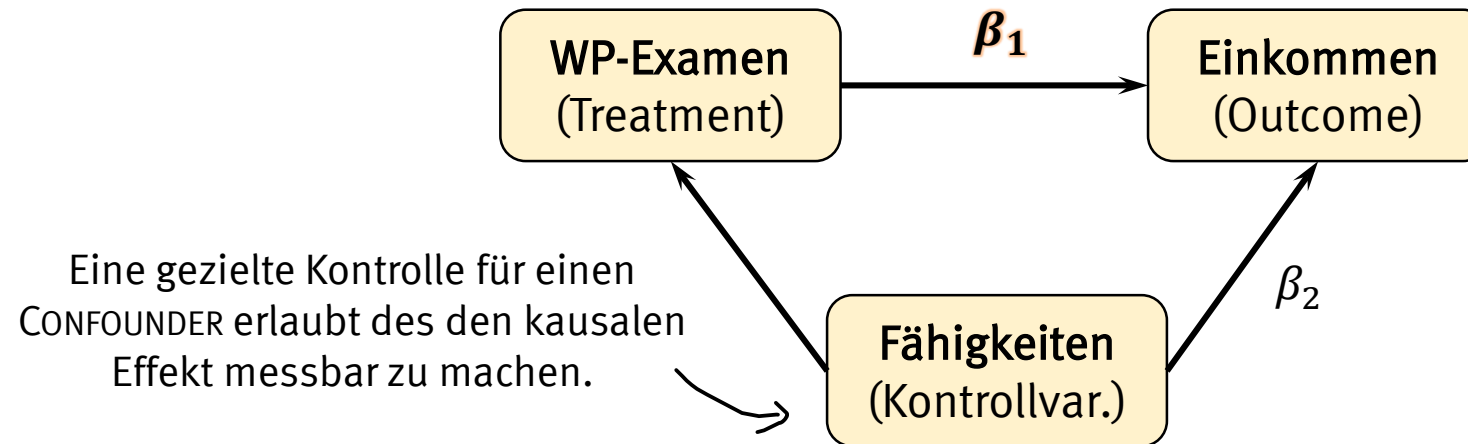 WP-Examen
(Treatment)
β₁
Einkommen
(Outcome)
Eine gezielte Kontrolle für einen
CONFOUNDER erlaubt des den kausalen
Effekt messbar zu machen.
Fähigkeiten
(Kontrollvar.)
β₂